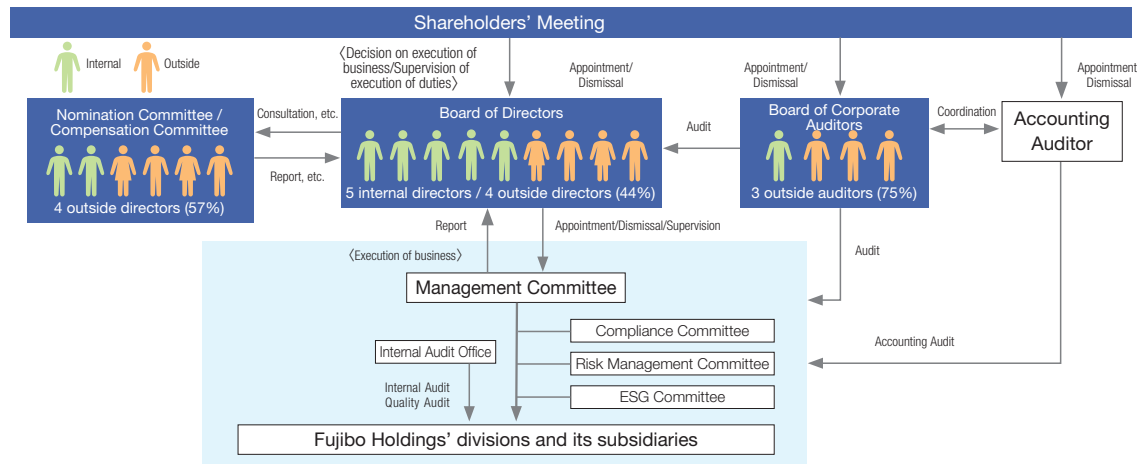 Shareholders' Meeting
Internal
Outside
〈Decision on execution of
business/Supervision of
execution of duties〉
Appointment/
Dismissal
Appointment/
Dismissal
Appointment
Dismissal
Nomination Committee /
Compensation Committee
4 outside directors (57%)
Consultation, etc.
Report, etc.
Board of Directors
5 internal directors / 4 outside directors (44%)
Audit
Board of Corporate
Auditors
3 outside auditors (75%)
Coordination
Accounting
Auditor
Report
Appointment/Dismissal/Supervision
Audit
〈Execution of business〉
Management Committee
Compliance Committee
Internal Audit Office
Risk Management Committee
Accounting Audit
Internal Audit
Quality Audit
ESG Committee
Fujibo Holdings' divisions and its subsidiaries